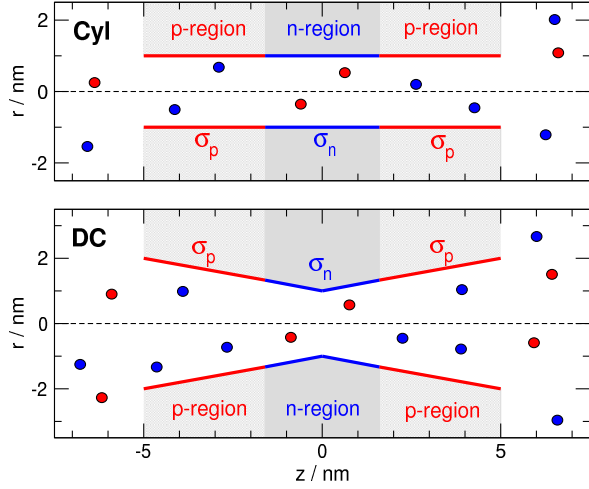 Cyl
p-region n-region p-region
r / nm
2
0
-2
σp σn σp
DC
σp σn σp
r / nm
2
0
-2
p-region n-region p-region
-5 0 5
z / nm